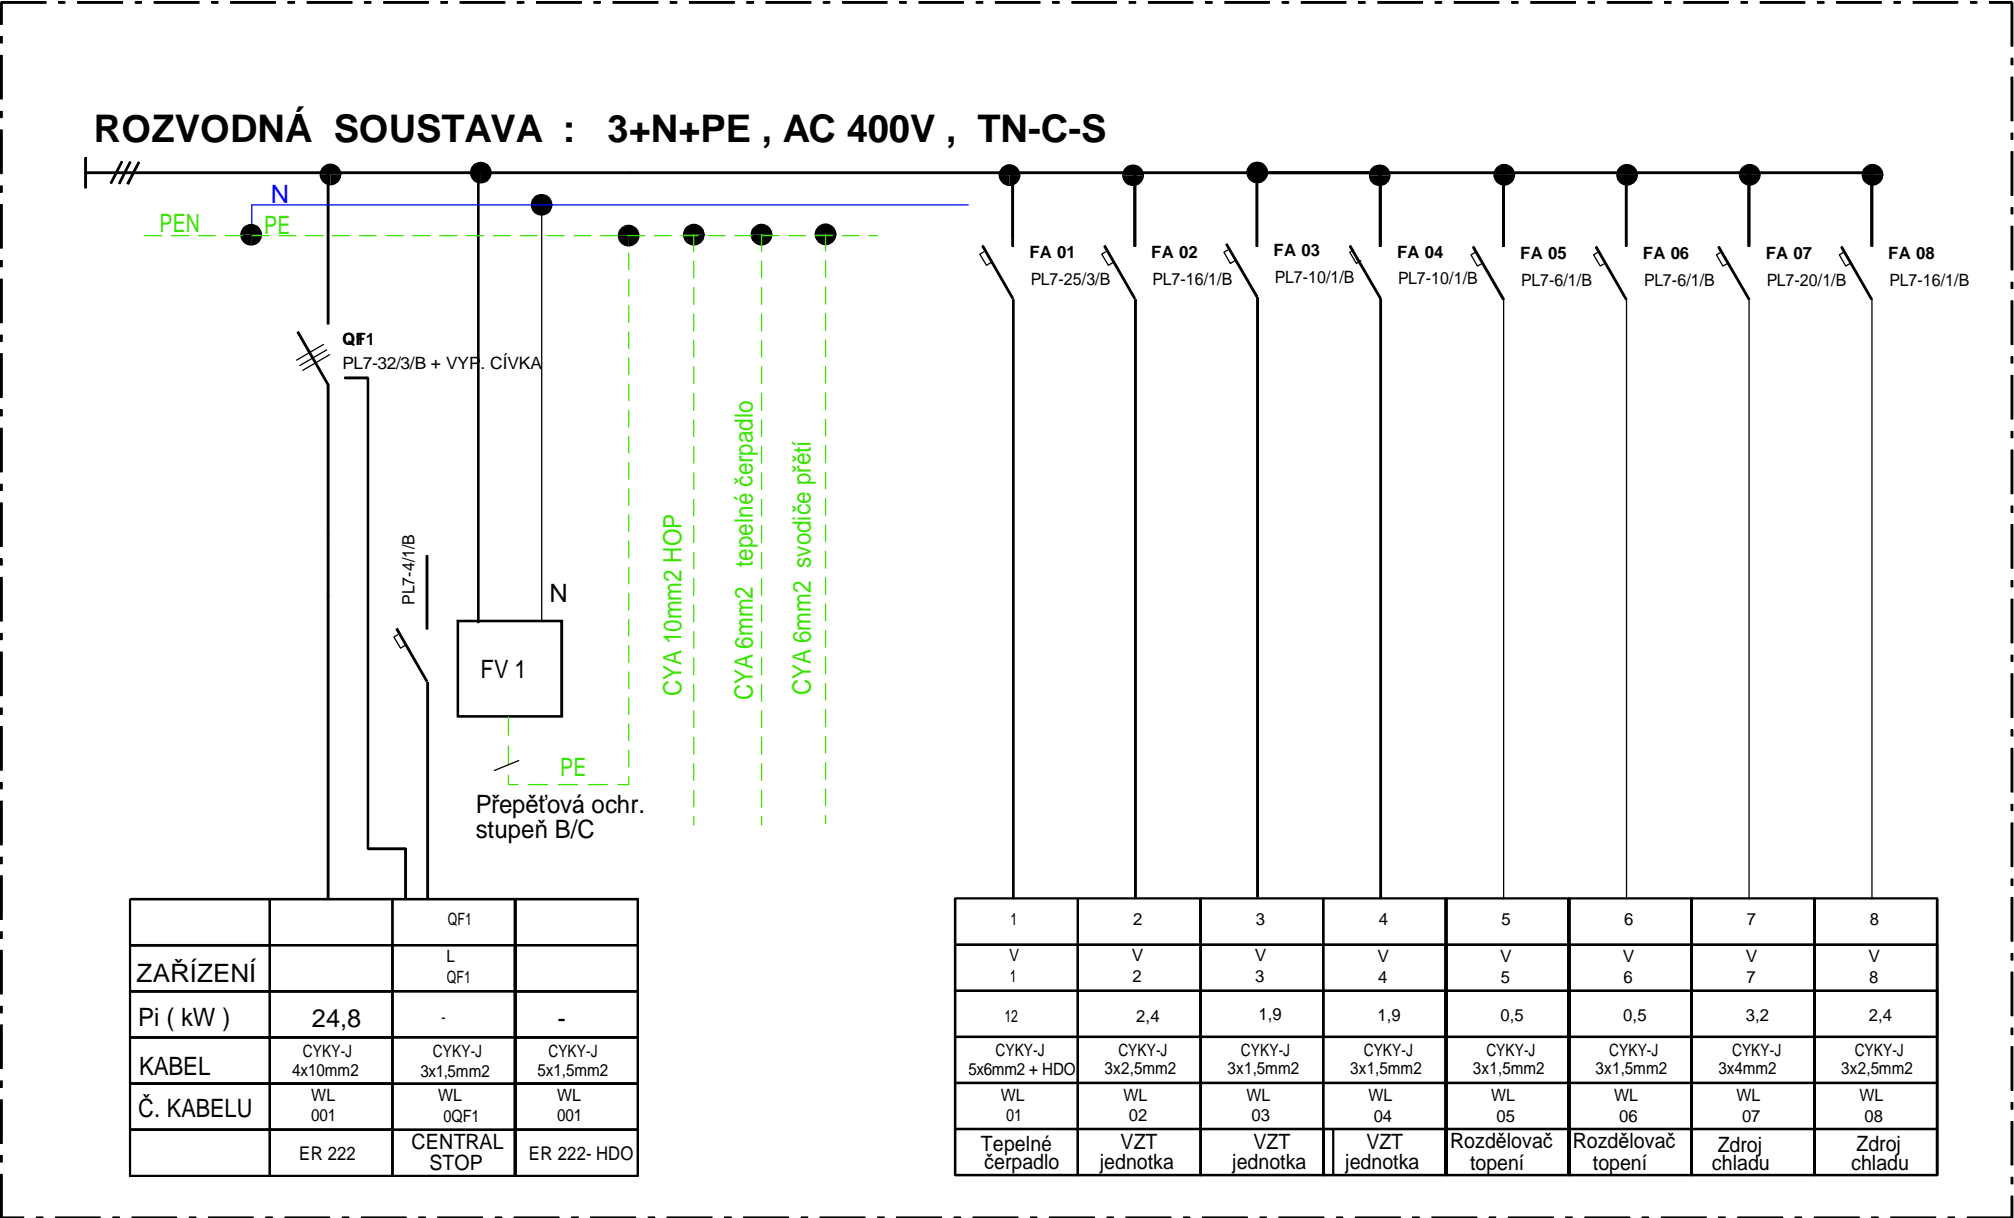 ROZVODNÁ SOUSTAVA : 3+N+PE , AC 400V , TN-C-S
N
PEN
PE
QF1
PL7-32/3/B + VYP. CÍVKA
PL7-4/1/B
N
FV 1
PE
Přepěťová ochr.
stupeň B/C
CYA 10mm2 HOP
CYA 6mm2 tepelné čerpadlo
CYA 6mm2 svodiče přětí
FA 01
PL7-25/3/B
FA 02
PL7-16/1/B
FA 03
PL7-10/1/B
FA 04
PL7-10/1/B
FA 05
PL7-6/1/B
FA 06
PL7-6/1/B
FA 07
PL7-20/1/B
FA 08
PL7-16/1/B
QF1
ZAŘÍZENÍ
L
QF1
Pi ( kW ) 24,8 - -
KABEL
CYKY-J CYKY-J CYKY-J
4x10mm2 3x1,5mm2 5x1,5mm2
Č. KABELU
WL WL WL
001 0QF1 001
ER 222
CENTRAL
STOP
ER 222- HDO
1 2 3 4 5 6 7 8
V V V V V V V V
1 2 3 4 5 6 7 8
12 2,4 1,9 1,9 0,5 0,5 3,2 2,4
CYKY-J CYKY-J CYKY-J CYKY-J CYKY-J CYKY-J CYKY-J CYKY-J
5x6mm2 + HDO 3x2,5mm2 3x1,5mm2 3x1,5mm2 3x1,5mm2 3x1,5mm2 3x4mm2 3x2,5mm2
WL WL WL WL WL WL WL WL
01 02 03 04 05 06 07 08
Tepelné VZT VZT VZT Rozdělovač Rozdělovač Zdroj Zdroj
čerpadlo jednotka jednotka jednotka topení topení chladu chladu